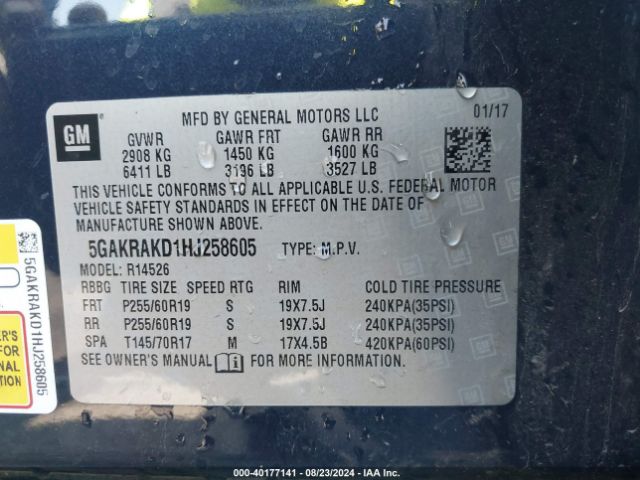 GM
MFD BY GENERAL MOTORS LLC 01/17
GVWR GAWR FRT GAWR RR
2908 KG 1450 KG 1600 KG
6411 LB 3196 LB 3527 LB
THIS VEHICLE CONFORMS TO ALL APPLICABLE U.S. FEDERAL MOTOR
VEHICLE SAFETY STANDARDS IN EFFECT ON THE DATE OF
MANUFACTURE SHOWN ABOVE.
5GAKRAKD1HJ258605 TYPE: M.P.V.
MODEL: R14526
RBBG TIRE SIZE SPEED RTG RIM COLD TIRE PRESSURE
FRT P255/60R19 S 19X7.5J 240KPA(35PSI)
RR P255/60R19 S 19X7.5J 240KPA(35PSI)
SPA T145/70R17 M 17X4.5B 420KPA(60PSI)
SEE OWNER'S MANUAL FOR MORE INFORMATION.
5GAKRAKD1HJ258605
FOR
ONAL
000-40177141 - 08/23/2024 - IAA Inc.